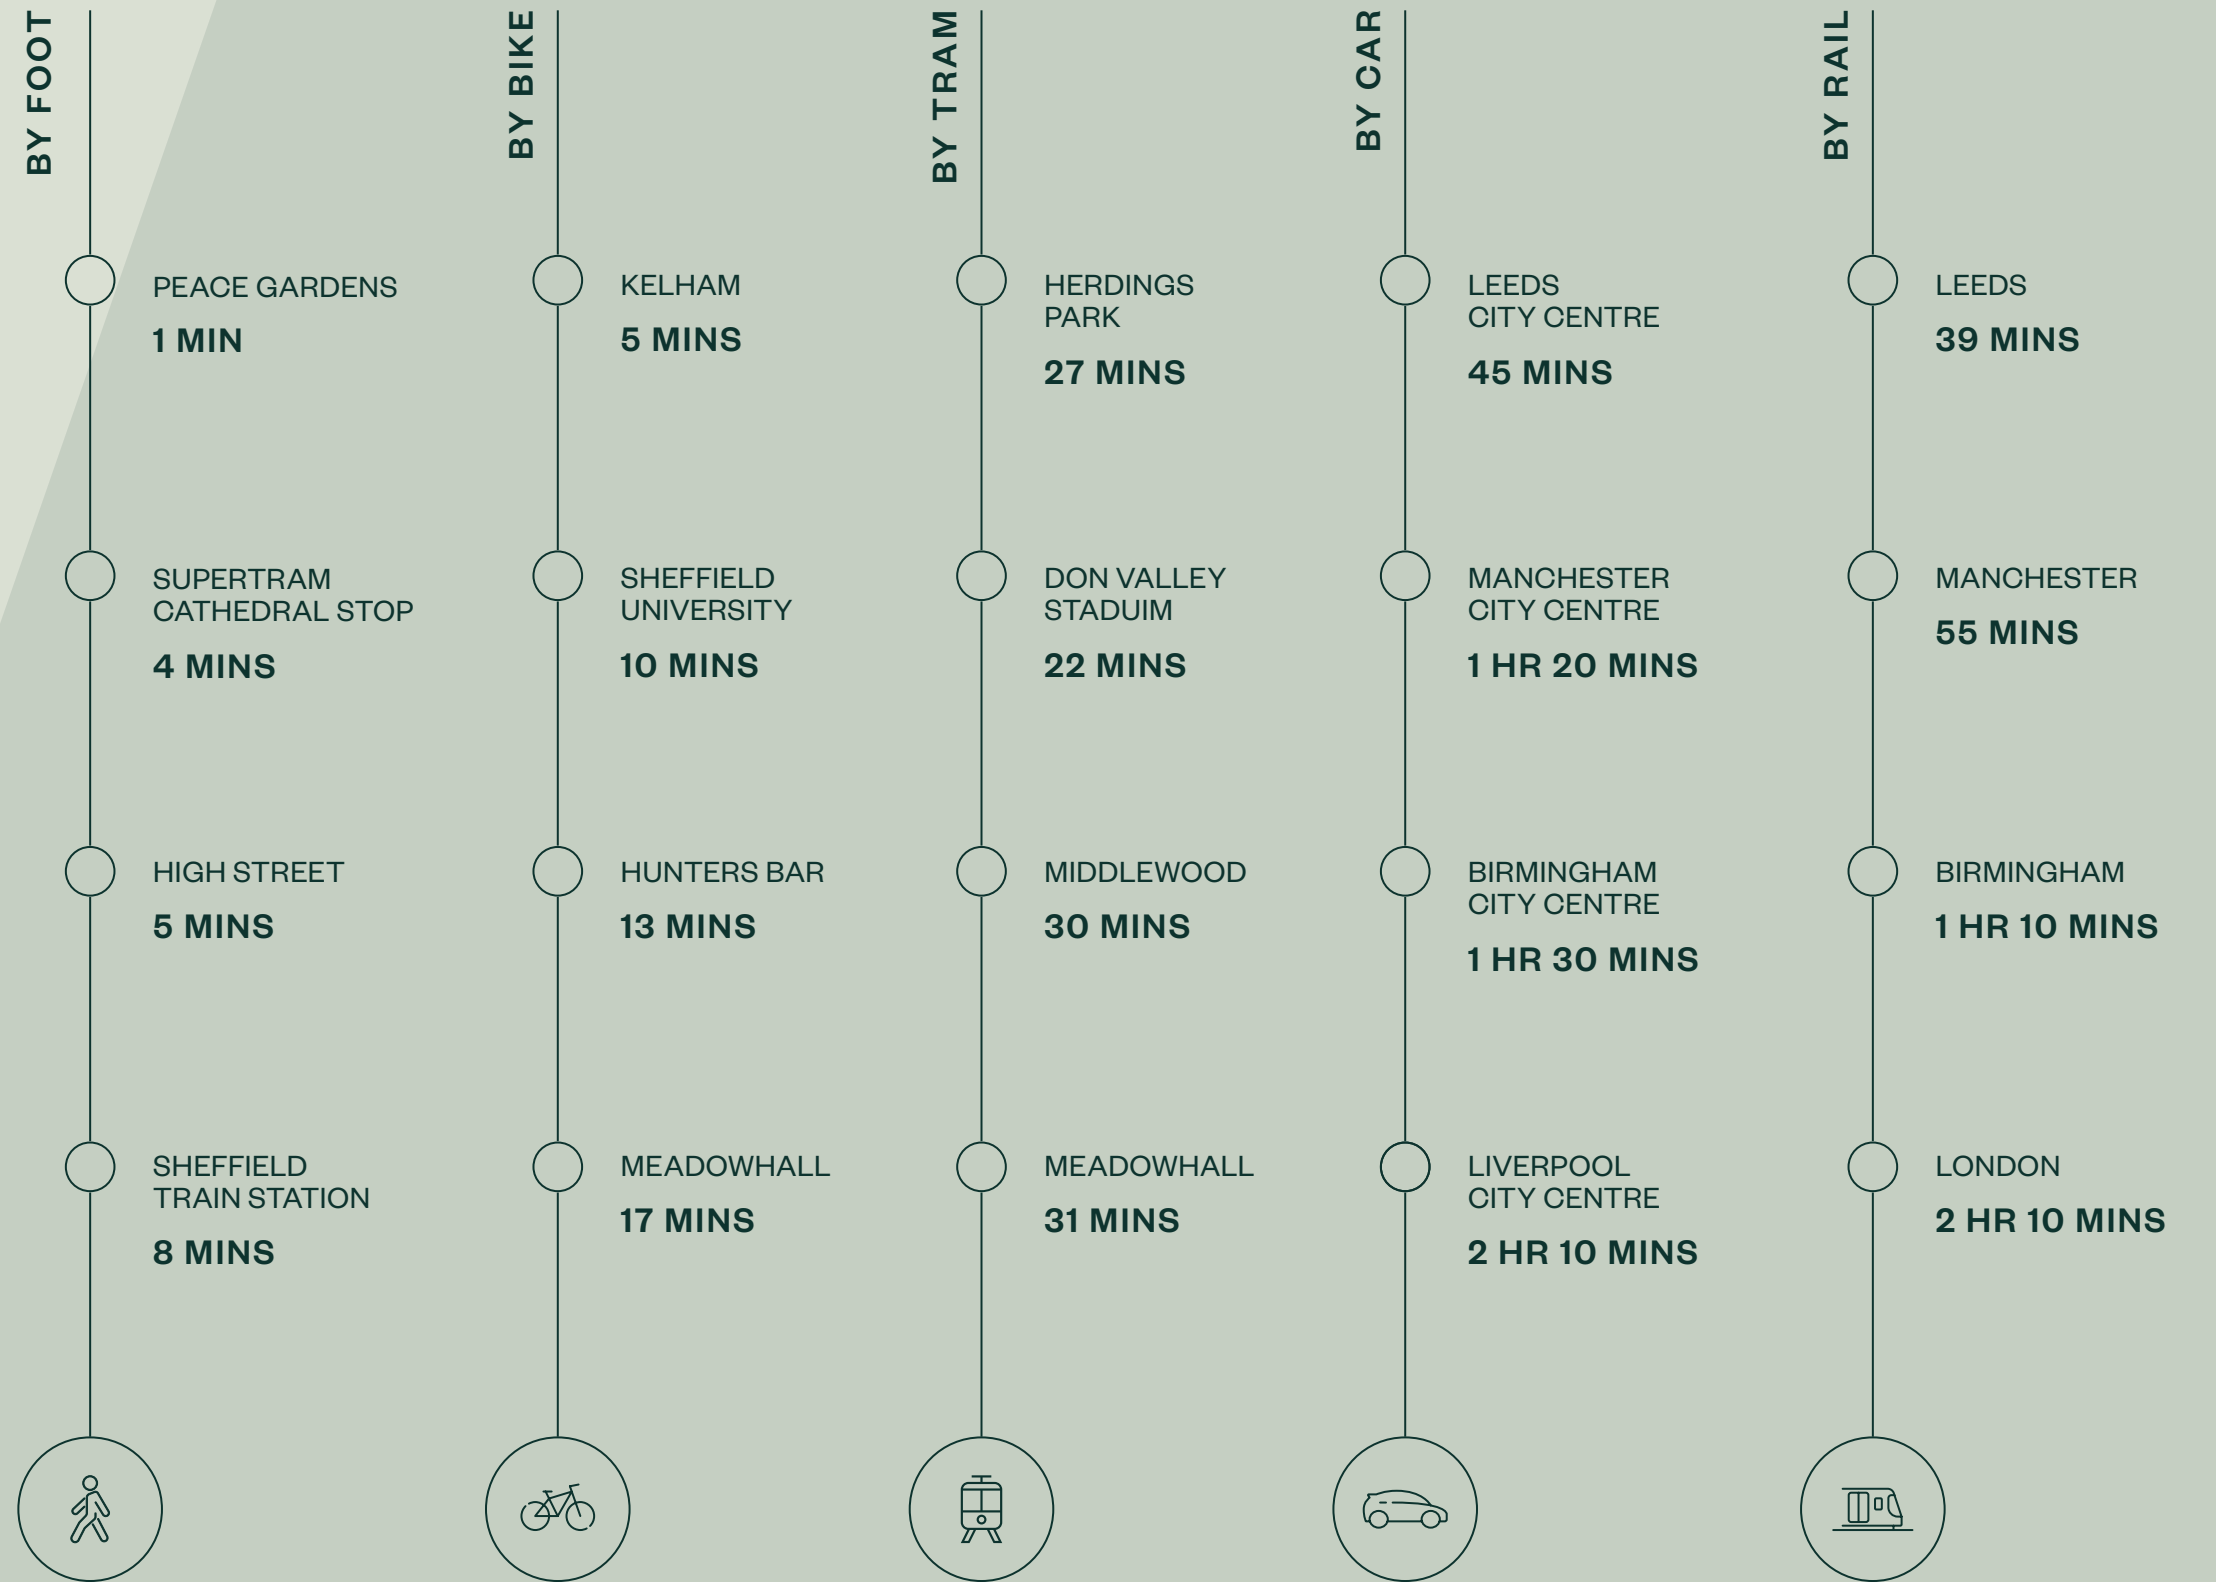 BY FOOT
PEACE GARDENS
1 MIN
SUPERTRAM
CATHEDRAL STOP
4 MINS
HIGH STREET
5 MINS
SHEFFIELD
TRAIN STATION
8 MINS
BY BIKE
KELHAM
5 MINS
SHEFFIELD
UNIVERSITY
10 MINS
HUNTERS BAR
13 MINS
MEADOWHALL
17 MINS
BY TRAM
HERDINGS
PARK
27 MINS
DON VALLEY
STADUIM
22 MINS
MIDDLEWOOD
30 MINS
MEADOWHALL
31 MINS
BY CAR
LEEDS
CITY CENTRE
45 MINS
MANCHESTER
CITY CENTRE
1 HR 20 MINS
BIRMINGHAM
CITY CENTRE
1 HR 30 MINS
LIVERPOOL
CITY CENTRE
2 HR 10 MINS
BY RAIL
LEEDS
39 MINS
MANCHESTER
55 MINS
BIRMINGHAM
1 HR 10 MINS
LONDON
2 HR 10 MINS